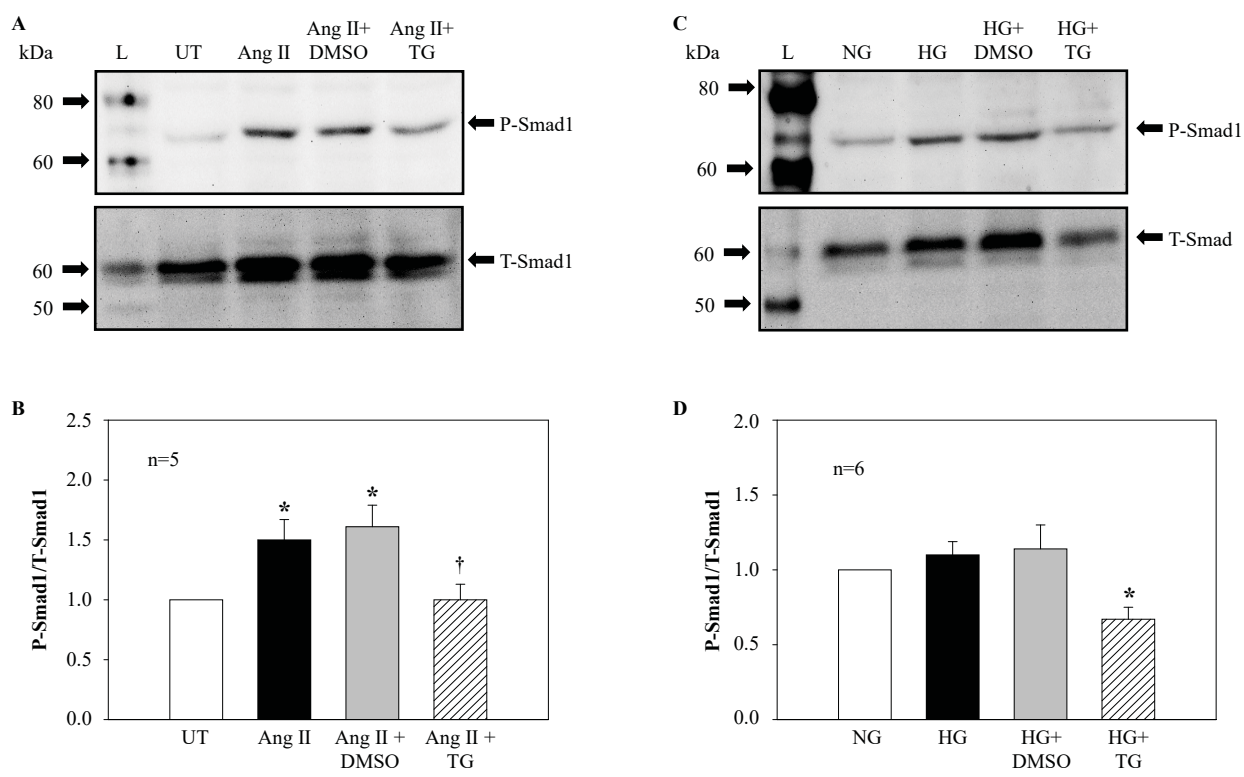 A
kDa
L
UT
Ang II
Ang II+
DMSO
Ang II+
TG
80
60
P-Smad1
60
50
T-Smad1
C
kDa
L
NG
HG
HG+
DMSO
HG+
TG
80
60
P-Smad1
60
50
T-Smad
B
P-Smad1/T-Smad1
2.5
2.0
1.5
1.0
0.5
0.0
n=5
*
*
†
UT
Ang II
Ang II +
DMSO
Ang II +
TG
D
P-Smad1/T-Smad1
2.0
1.5
1.0
0.5
0.0
n=6
*
NG
HG
HG+
DMSO
HG+
TG